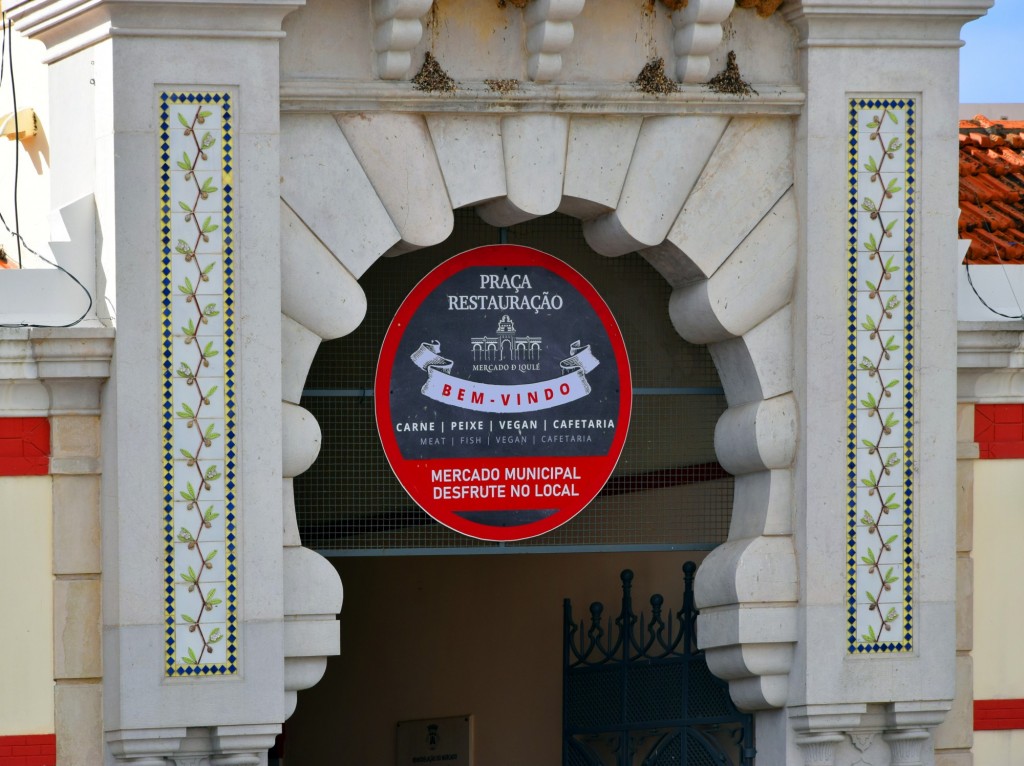 PRAÇA
RESTAURAÇÃO
MERCADO D LOULÉ
BEM-VINDO
CARNE | PEIXE | VEGAN | CAFETARIA
MEAT | FISH | VEGAN | CAFETARIA
MERCADO MUNICIPAL
DESFRUTE NO LOCAL